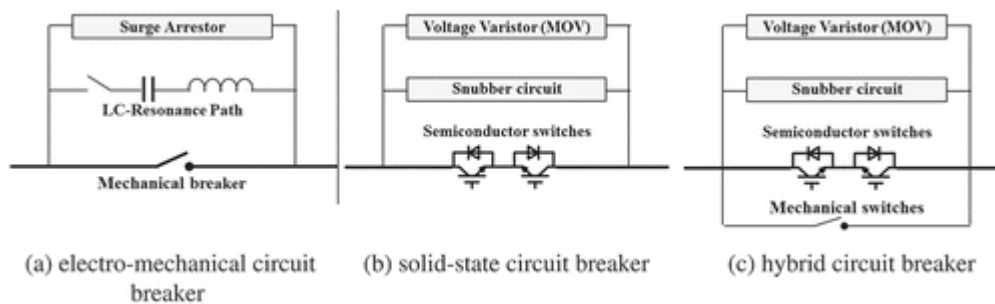 Surge Arrestor
LC-Resonance Path
Mechanical breaker
(a) electro-mechanical circuit
breaker
Voltage Varistor (MOV)
Snubber circuit
Semiconductor switches
(b) solid-state circuit breaker
Voltage Varistor (MOV)
Snubber circuit
Semiconductor switches
Mechanical switches
(c) hybrid circuit breaker